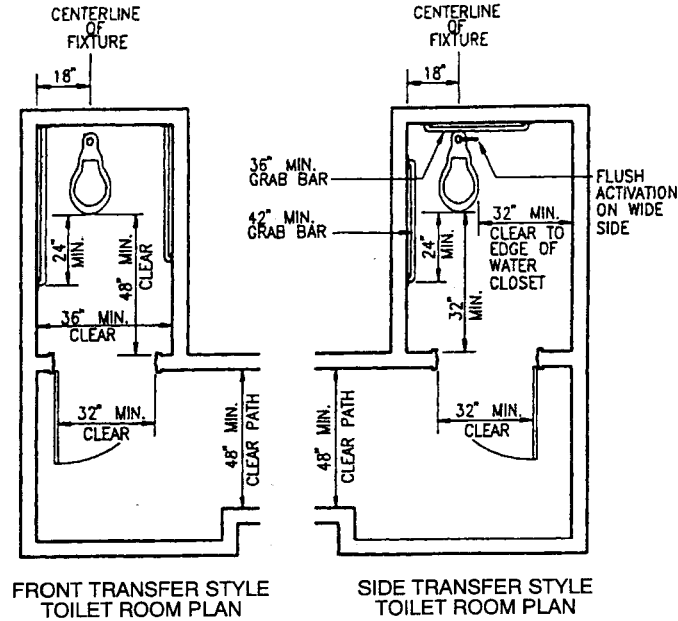 CENTERLINE
OF
FIXTURE
18"
24"
MIN.
48" MIN.
CLEAR
36" MIN.
CLEAR
32" MIN.
CLEAR
48" MIN.
CLEAR PATH
FRONT TRANSFER STYLE
TOILET ROOM PLAN
CENTERLINE
OF
FIXTURE
18"
36" MIN.
GRAB BAR
42" MIN.
GRAB BAR
FLUSH
ACTIVATION
ON WIDE
SIDE
32" MIN.
CLEAR TO
EDGE OF
WATER
CLOSET
24"
MIN.
32"
MIN.
32" MIN.
CLEAR
48" MIN.
CLEAR PATH
SIDE TRANSFER STYLE
TOILET ROOM PLAN